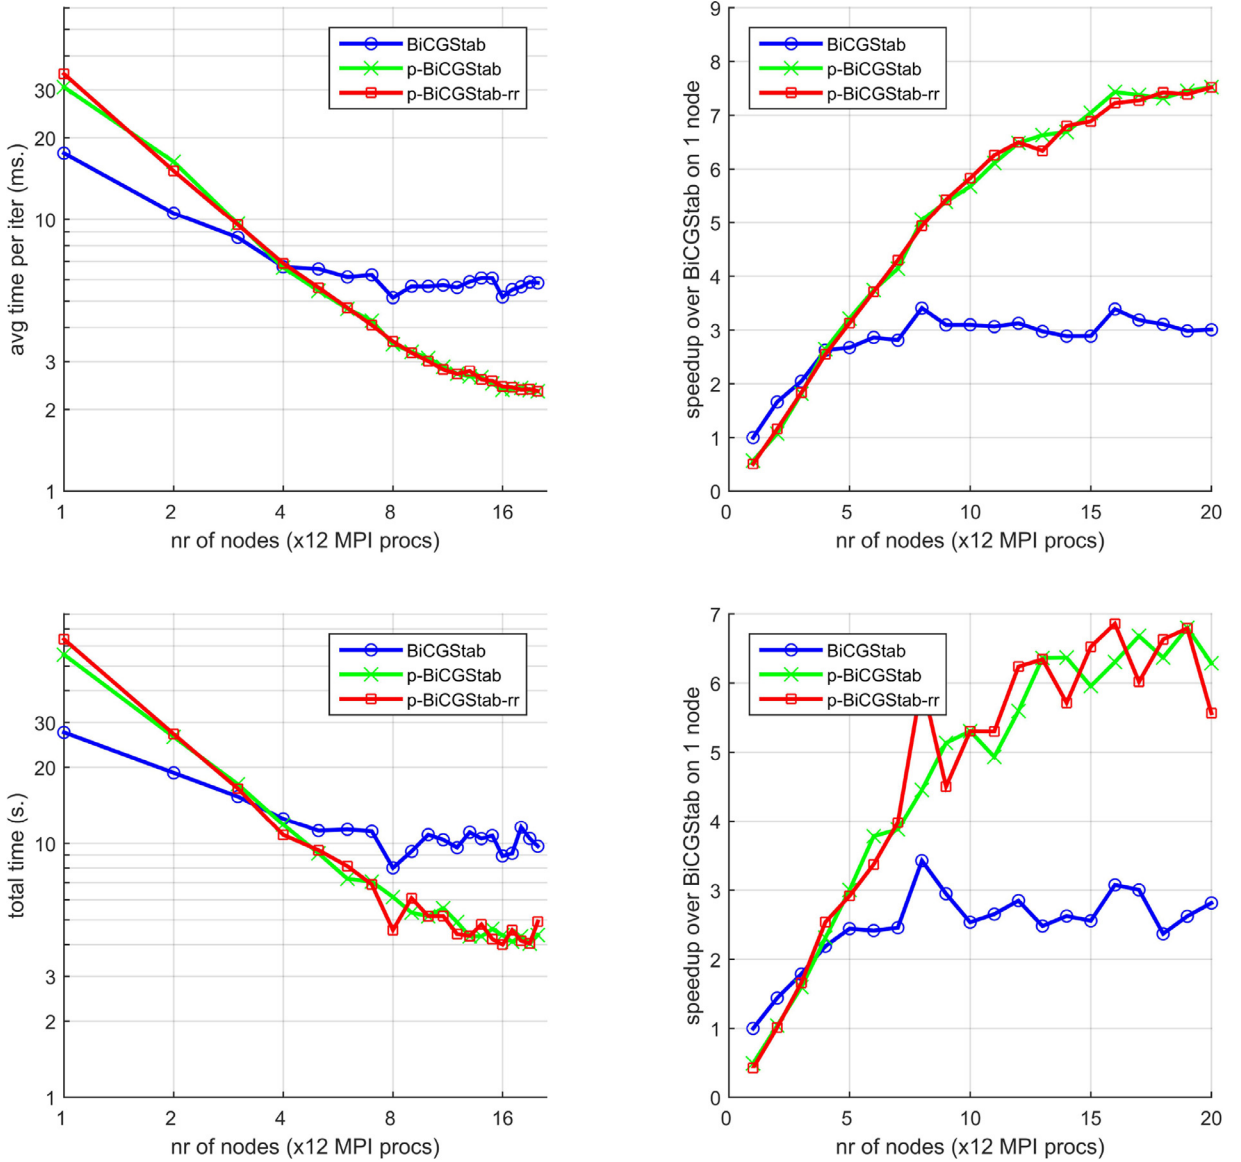 avg time per iter (ms.)
30
20
10
3
2
1
BiCGStab
p-BiCGStab
p-BiCGStab-rr
1
2
4
8
16
nr of nodes (x12 MPI procs)
speedup over BiCGStab on 1 node
9
8
7
6
5
4
3
2
1
0
BiCGStab
p-BiCGStab
p-BiCGStab-rr
0
5
10
15
20
nr of nodes (x12 MPI procs)
total time (s.)
30
20
10
3
2
1
BiCGStab
p-BiCGStab
p-BiCGStab-rr
1
2
4
8
16
nr of nodes (x12 MPI procs)
speedup over BiCGStab on 1 node
7
6
5
4
3
2
1
0
BiCGStab
p-BiCGStab
p-BiCGStab-rr
0
5
10
15
20
nr of nodes (x12 MPI procs)